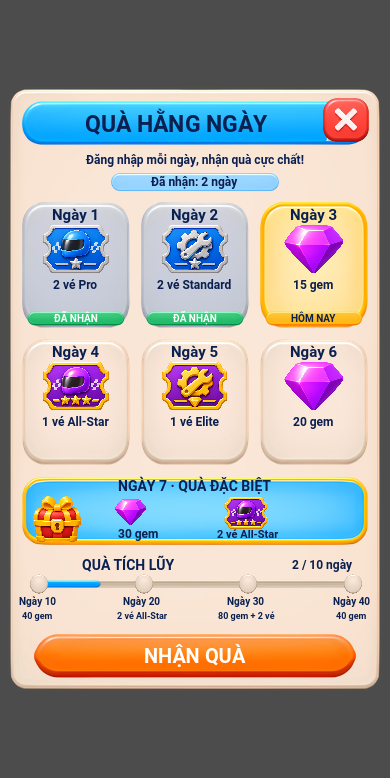 QUÀ HẰNG NGÀY
Đăng nhập mỗi ngày, nhận quà cực chất!
Đã nhận: 2 ngày
Ngày 1
2 vé Pro
ĐÃ NHẬN
Ngày 2
2 vé Standard
ĐÃ NHẬN
Ngày 3
15 gem
HÔM NAY
Ngày 4
1 vé All-Star
Ngày 5
1 vé Elite
Ngày 6
20 gem
NGÀY 7 · QUÀ ĐẶC BIỆT
30 gem
2 vé All-Star
QUÀ TÍCH LŨY
2 / 10 ngày
Ngày 10
40 gem
Ngày 20
2 vé All-Star
Ngày 30
80 gem + 2 vé
Ngày 40
40 gem
NHẬN QUÀ